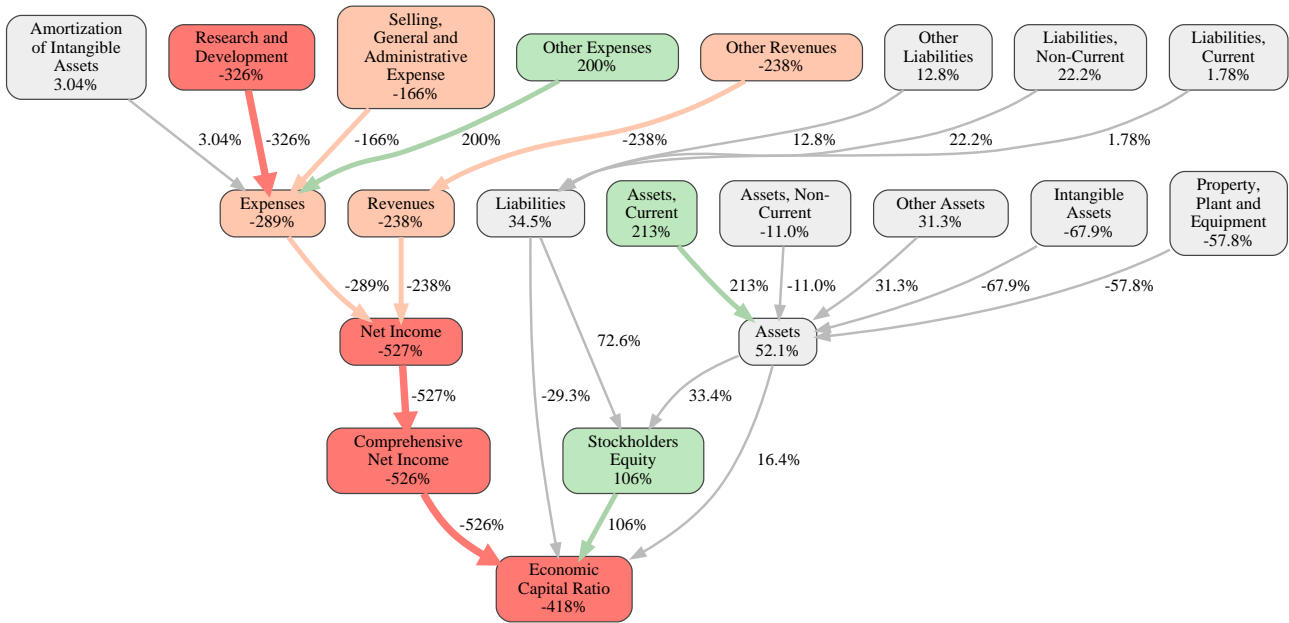 Amortization
of Intangible
Assets
3.04%
Research and
Development
-326%
Selling,
General and
Administrative
Expense
-166%
Other Expenses
200%
Other Revenues
-238%
Other
Liabilities
12.8%
Liabilities,
Non-Current
22.2%
Liabilities,
Current
1.78%
3.04%
-326%
-166%
200%
-238%
12.8%
22.2%
1.78%
Expenses
-289%
Revenues
-238%
Liabilities
34.5%
Assets,
Current
213%
Assets, Non-
Current
-11.0%
Other Assets
31.3%
Intangible
Assets
-67.9%
Property,
Plant and
Equipment
-57.8%
-289%
-238%
213%
-11.0%
31.3%
-67.9%
-57.8%
Net Income
-527%
72.6%
Assets
52.1%
-527%
-29.3%
33.4%
Comprehensive
Net Income
-526%
Stockholders
Equity
106%
16.4%
-526%
106%
Economic
Capital Ratio
-418%